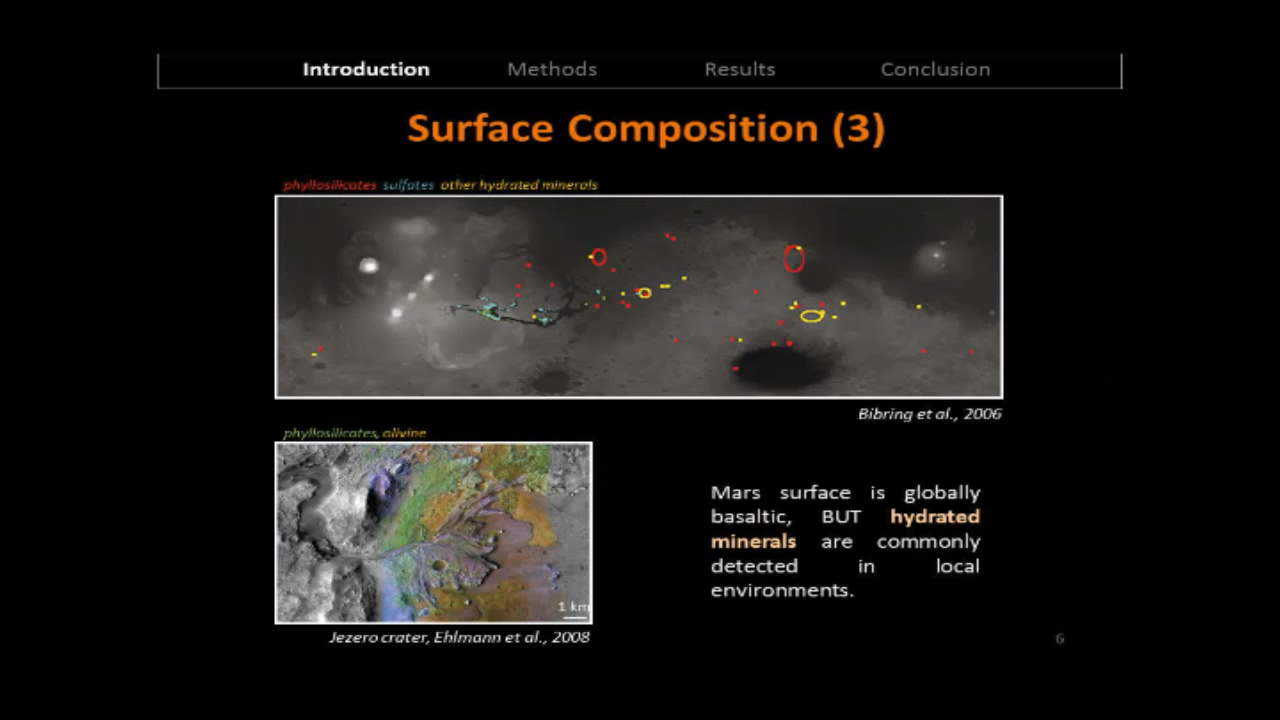 Introduction Methods Results Conclusion
Surface Composition (3)
phyllosilicates sulfates other hydrated minerals
Bibring et al., 2006
phyllosilicates, olivine
1 km
Jezero crater, Ehlmann et al., 2008
Mars surface is globally
basaltic, BUT hydrated
minerals are commonly
detected in local
environments.
6